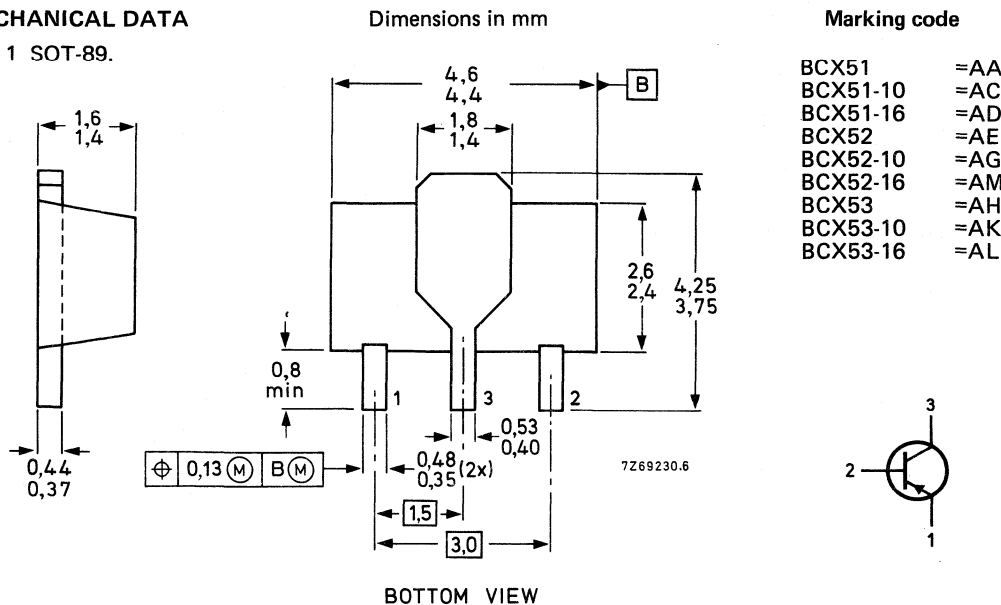 CHANICAL DATA
1 SOT-89.
Dimensions in mm
Marking code
BCX51 =AA
BCX51-10 =AC
BCX51-16 =AD
BCX52 =AE
BCX52-10 =AG
BCX52-16 =AM
BCX53 =AH
BCX53-10 =AK
BCX53-16 =AL
1,6
1,4
4,6
4,4
B
1,8
1,4
2,6
2,4
4,25
3,75
0,8
min
1
3
2
0,53
0,40
0,44
0,37
0,13 M B M
0,48
0,35 (2x)
7Z69230.6
1,5
3,0
3
2
1
BOTTOM VIEW